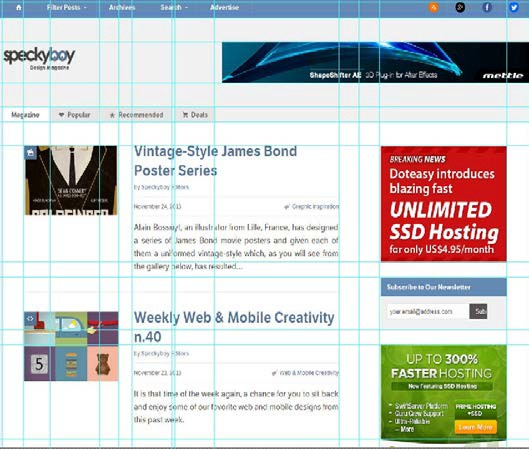 Filter Posts Archives Search Advertise
speckyboy
Design Magazine
ShapeShifter AE 3D Plug-in for After Effects mettle
Magazine Popular Recommended Deals
Vintage-Style James Bond
Poster Series
by Speckyboy Editors
November 24, 2013 Graphic Inspiration
Alain Bossuyt, an illustrator from Lille, France, has designed
a series of James Bond movie posters and given each of
them a uniformed vintage-style which, as you will see from
the gallery below, has resulted...
SEAN CONNERY
GOLDFINGER
BREAKING NEWS
Doteasy introduces
blazing fast
UNLIMITED
SSD Hosting
for only US$4.95/month
Subscribe to Our Newsletter
your.email@address.com Sub
Weekly Web & Mobile Creativity
n.40
by Speckyboy Editors
November 23, 2013 Web & Mobile Creativity
It is that time of the week again, a chance for you to sit back
and enjoy some of our favorite web and mobile designs from
this past week.
5
UP TO 300%
FASTER HOSTING
Now Featuring SSD Hosting
SwiftServer Platform
Guru Crew Support
Ultra-Reliable
More
PRIME HOSTING
+SSD
Learn More